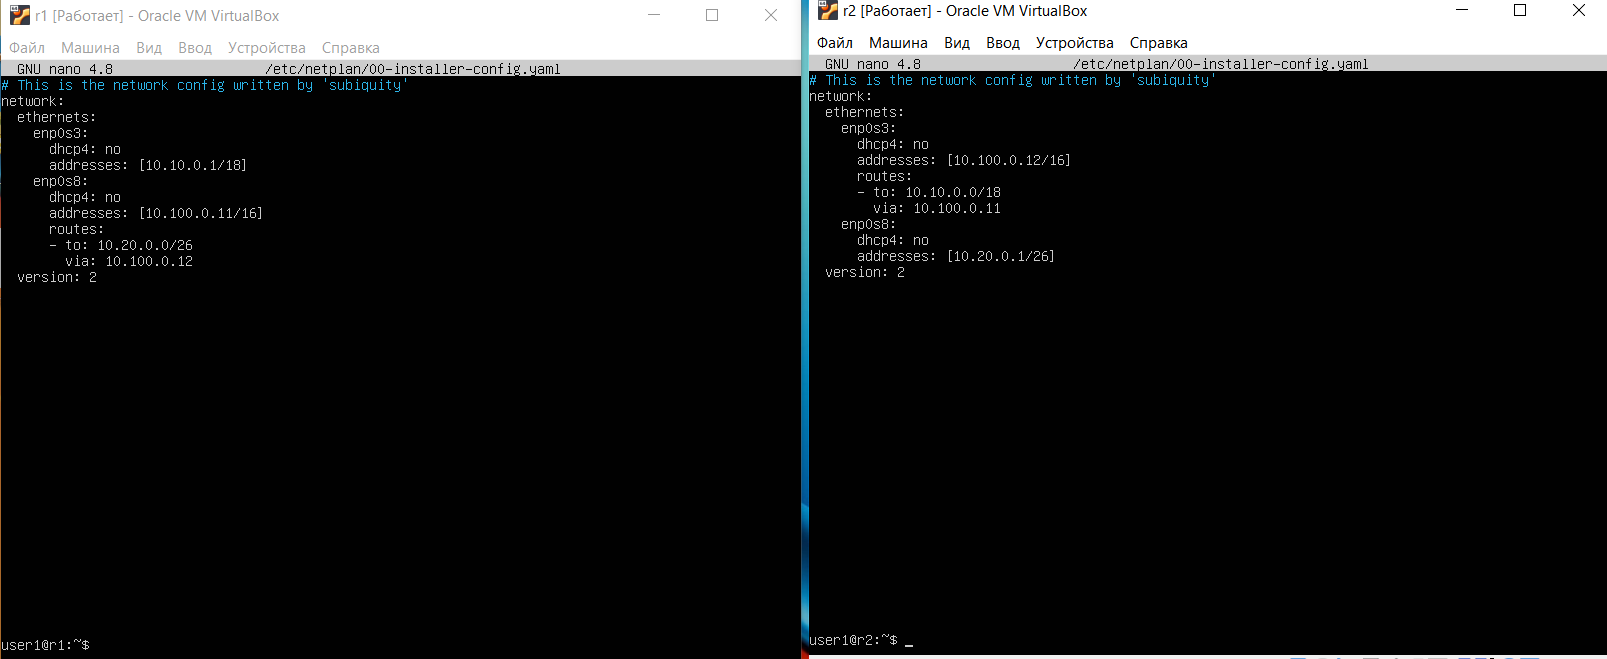 r1 [Работает] - Oracle VM VirtualBox
Файл Машина Вид Ввод Устройства Справка
GNU nano 4.8 /etc/netplan/00-installer-config.yaml
# This is the network config written by 'subiquity'
network:
  ethernets:
    enp0s3:
      dhcp4: no
      addresses: [10.10.0.1/18]
    enp0s8:
      dhcp4: no
      addresses: [10.100.0.11/16]
      routes:
      - to: 10.20.0.0/26
        via: 10.100.0.12
  version: 2
user1@r1:~$
r2 [Работает] - Oracle VM VirtualBox
Файл Машина Вид Ввод Устройства Справка
GNU nano 4.8 /etc/netplan/00-installer-config.yaml
# This is the network config written by 'subiquity'
network:
  ethernets:
    enp0s3:
      dhcp4: no
      addresses: [10.100.0.12/16]
      routes:
      - to: 10.10.0.0/18
        via: 10.100.0.11
    enp0s8:
      dhcp4: no
      addresses: [10.20.0.1/26]
  version: 2
user1@r2:~$ _